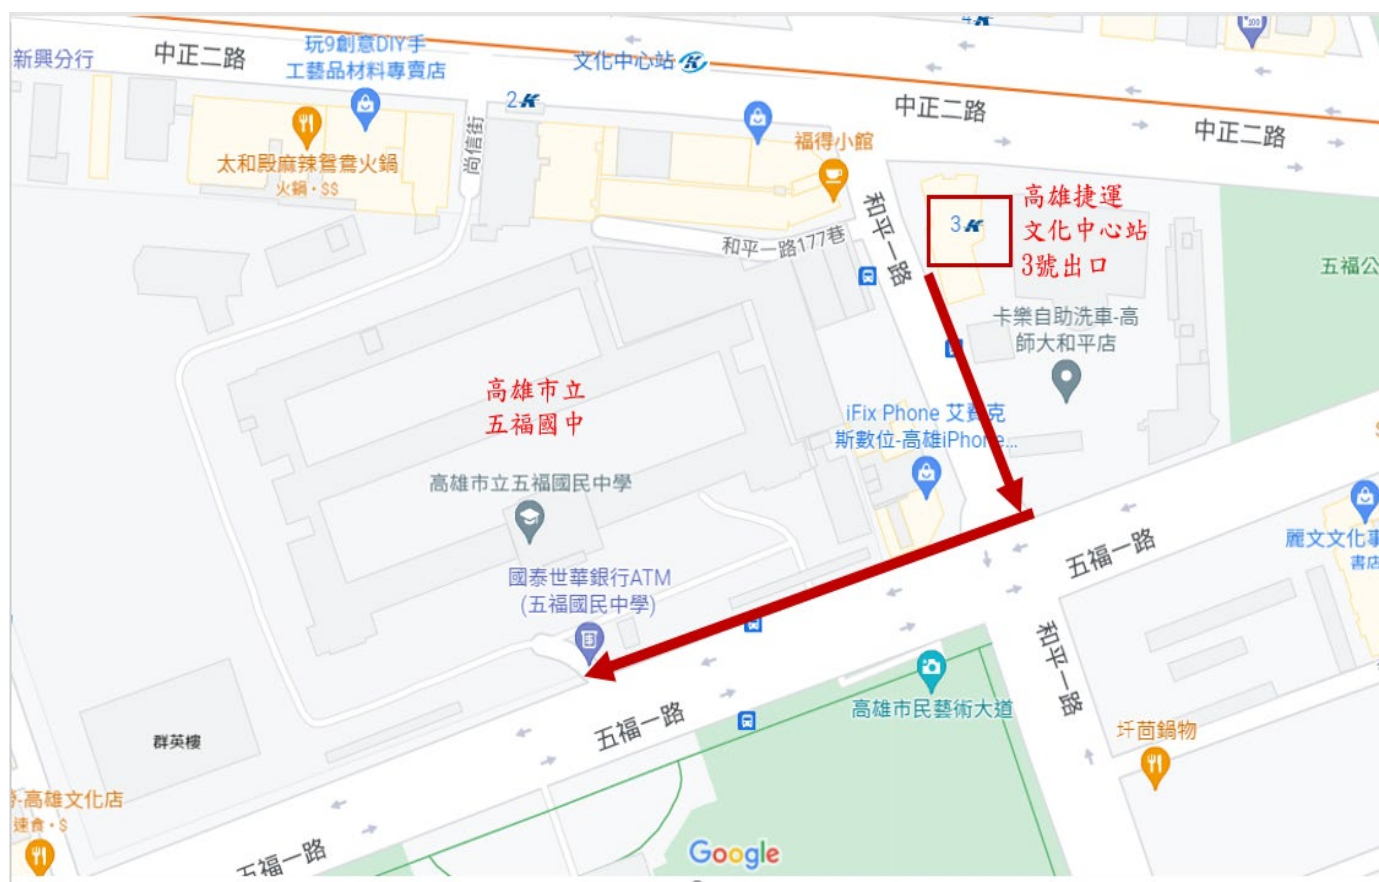 新興分行
中正二路
玩9創意DIY手
工藝品材料專賣店
文化中心站
4
$100
2
中正二路
中正二路
尚信街
太和殿麻辣鴛鴦火鍋
火鍋・$$
福得小館
和平一路177巷
和平一路
3
高雄捷運
文化中心站
3號出口
五福公
卡樂自助洗車-高
師大和平店
高雄市立
五福國中
iFix Phone 艾
斯數位-高雄iPhone...
高雄市立五福國民中學
國泰世華銀行ATM
(五福國民中學)
麗文文化事
書店
五福一路
和平一路
高雄市民藝術大道
五福一路
群英樓
圩茴鍋物
-高雄文化店
速食・$
五福一路
Google